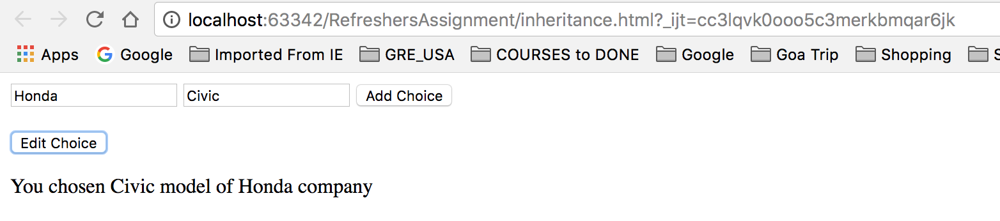 localhost:63342/RefreshersAssignment/inheritance.html?_ijt=cc3lqvk0ooo5c3merkbmqar6jk
Apps Google Imported From IE GRE_USA COURSES to DONE Google Goa Trip Shopping S
Honda Civic Add Choice
Edit Choice
You chosen Civic model of Honda company